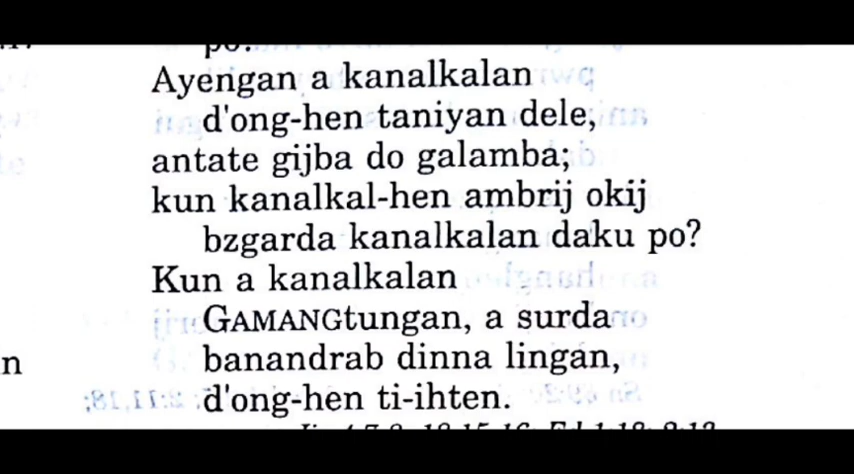 po?
Ayengan a kanalkalan
d'ong-hen taniyan dele,
antate gijba do galamba;
kun kanalkal-hen ambrij okij
bzgarda kanalkalan daku po?
Kun a kanalkalan
GAMANGtungan, a surda
n banandrab dinna lingan,
d'ong-hen ti-ihten.